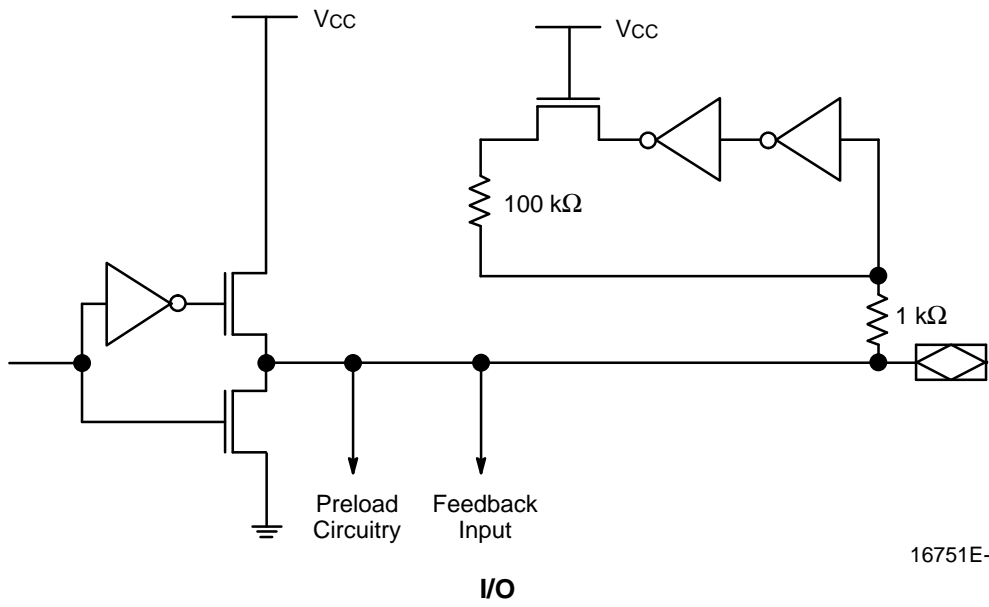 VCC
VCC
100 kΩ
1 kΩ
Preload
Circuitry
Feedback
Input
16751E-
I/O